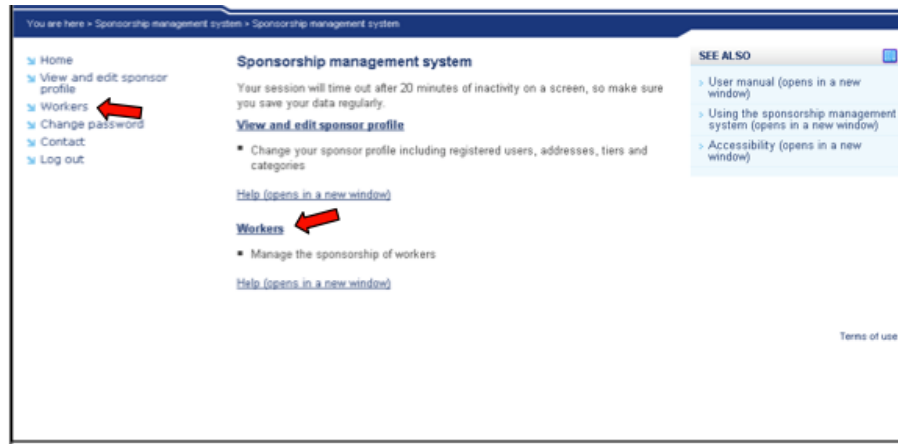 You are here > Sponsorship management system > Sponsorship management system
Home
View and edit sponsor
profile
Workers
Change password
Contact
Log out
Sponsorship management system
Your session will time out after 20 minutes of inactivity on a screen, so make sure
you save your data regularly.
View and edit sponsor profile
Change your sponsor profile including registered users, addresses, tiers and
categories
Help (opens in a new window)
Workers
Manage the sponsorship of workers
Help (opens in a new window)
SEE ALSO
User manual (opens in a new
window)
Using the sponsorship management
system (opens in a new window)
Accessibility (opens in a new
window)
Terms of use